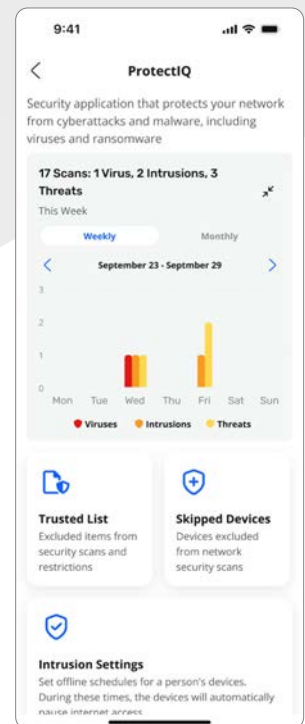 9:41
ProtectIQ
Security application that protects your network
from cyberattacks and malware, including
viruses and ransomware
17 Scans: 1 Virus, 2 Intrusions, 3
Threats
This Week
Weekly Monthly
September 23 - Septmber 29
3
2
1
0
Mon Tue Wed Thu Fri Sat Sun
Viruses Intrusions Threats
Trusted List
Excluded items from
security scans and
restrictions
Skipped Devices
Devices excluded
from network
security scans
Intrusion Settings
Set offline schedules for a person's devices.
During these times, the devices will automatically
pause internet access